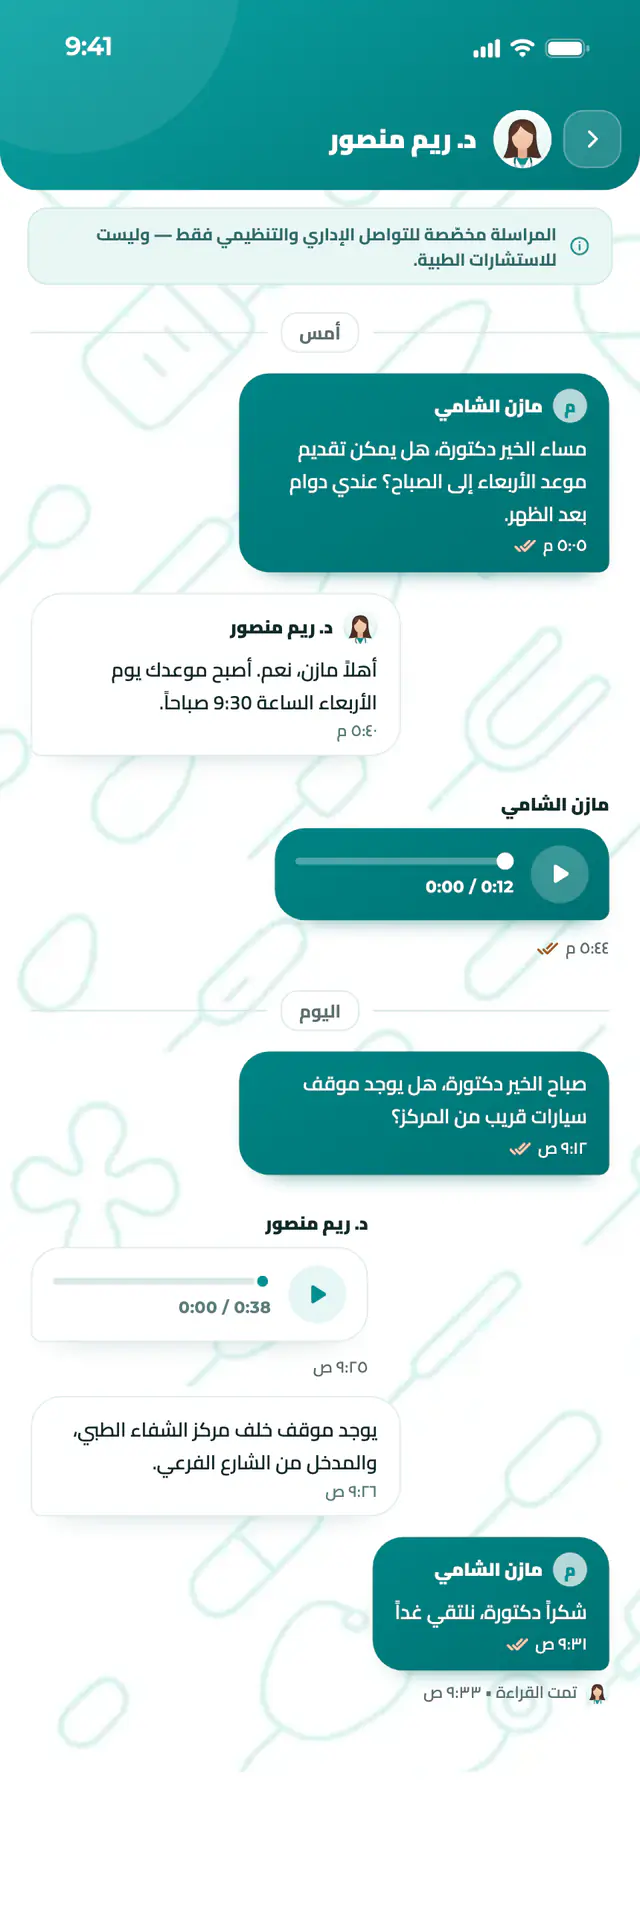 9:41
د. ريم منصور
المراسلة مخصّصة للتواصل الإداري والتنظيمي فقط — وليست
للاستشارات الطبية.
أمس
م مازن الشامي
مساء الخير دكتورة، هل يمكن تقديم
موعد الأربعاء إلى الصباح؟ عندي دوام
بعد الظهر.
٥:٠٥ م
د. ريم منصور
أهلاً مازن، نعم. أصبح موعدك يوم
الأربعاء الساعة 9:30 صباحاً.
٥:٤٠ م
مازن الشامي
0:00 / 0:12
٥:٤٤ م
اليوم
صباح الخير دكتورة، هل يوجد موقف
سيارات قريب من المركز؟
٩:١٢ ص
د. ريم منصور
0:00 / 0:38
٩:٢٥ ص
يوجد موقف خلف مركز الشفاء الطبي،
والمدخل من الشارع الفرعي.
٩:٢٦ ص
م مازن الشامي
شكراً دكتورة، نلتقي غداً
٩:٣١ ص
تمت القراءة • ٩:٣٣ ص